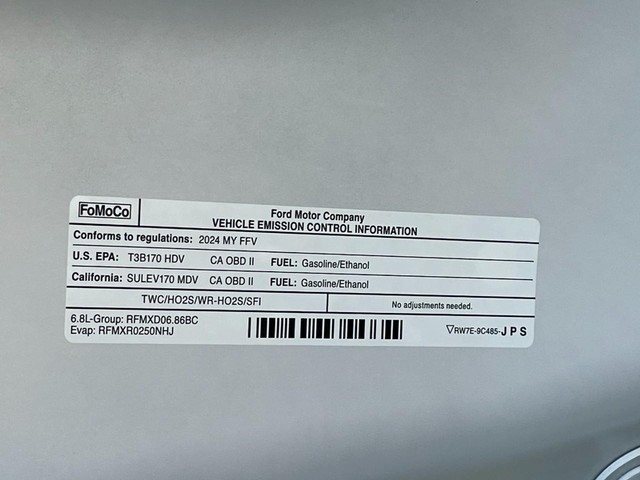 FoMoCo
Ford Motor Company
VEHICLE EMISSION CONTROL INFORMATION
Conforms to regulations: 2024 MY FFV
U.S. EPA: T3B170 HDV CA OBD II FUEL: Gasoline/Ethanol
California: SULEV170 MDV CA OBD II FUEL: Gasoline/Ethanol
TWC/HO2S/WR-HO2S/SFI No adjustments needed.
6.8L-Group: RFMXD06.86BC
Evap: RFMXR0250NHJ
RW7E-9C485-JPS